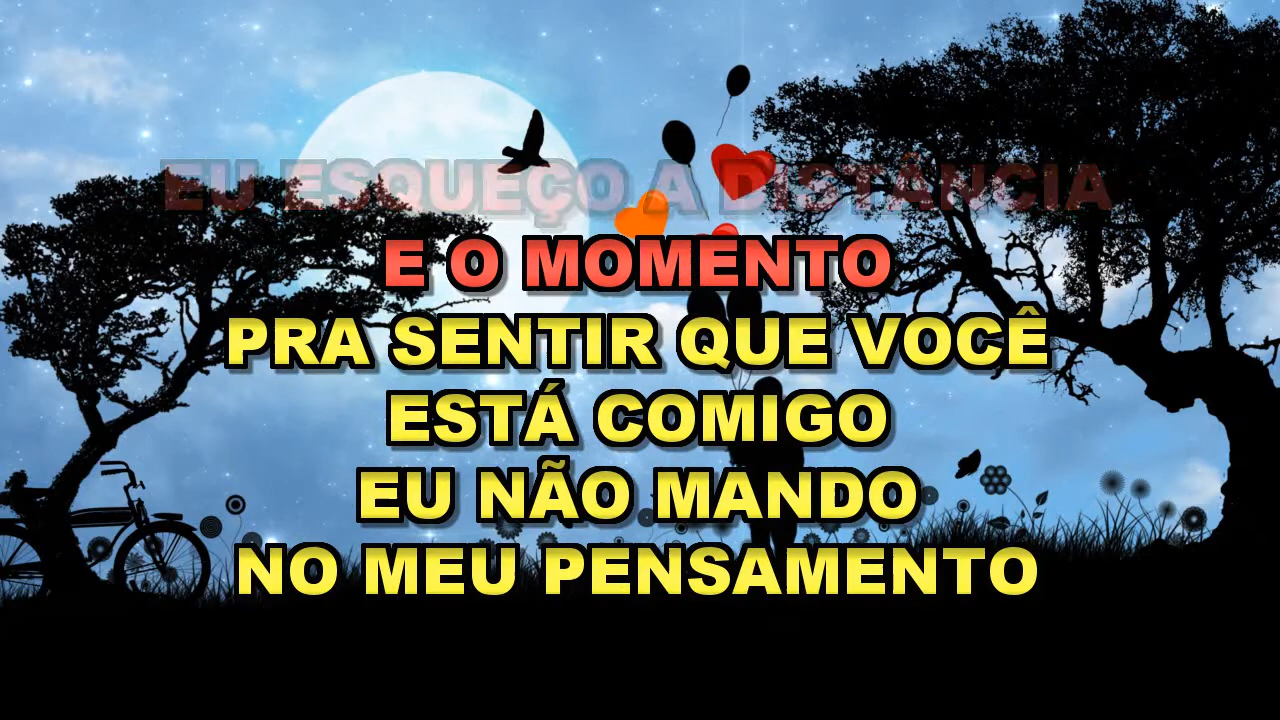 EU ESQUEÇO A DISTÂNCIA
E O MOMENTO
PRA SENTIR QUE VOCÊ
ESTÁ COMIGO
EU NÃO MANDO
NO MEU PENSAMENTO